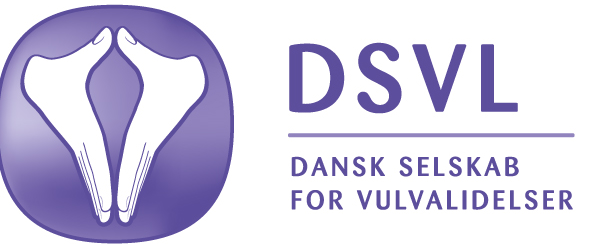 DSVL
DANSK SELSKAB
FOR VULVALIDELSER